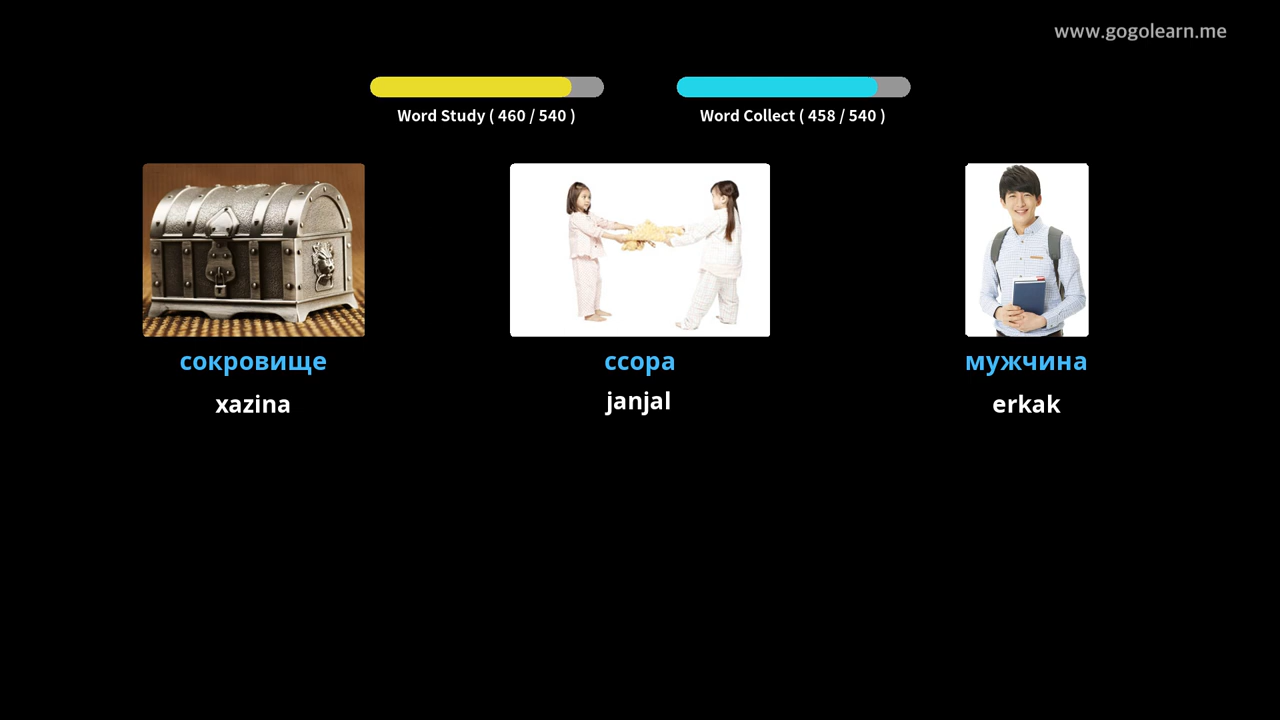 www.gogolearn.me
Word Study ( 460 / 540 )
Word Collect ( 458 / 540 )
сокровище
ссора
мужчина
xazina
janjal
erkak